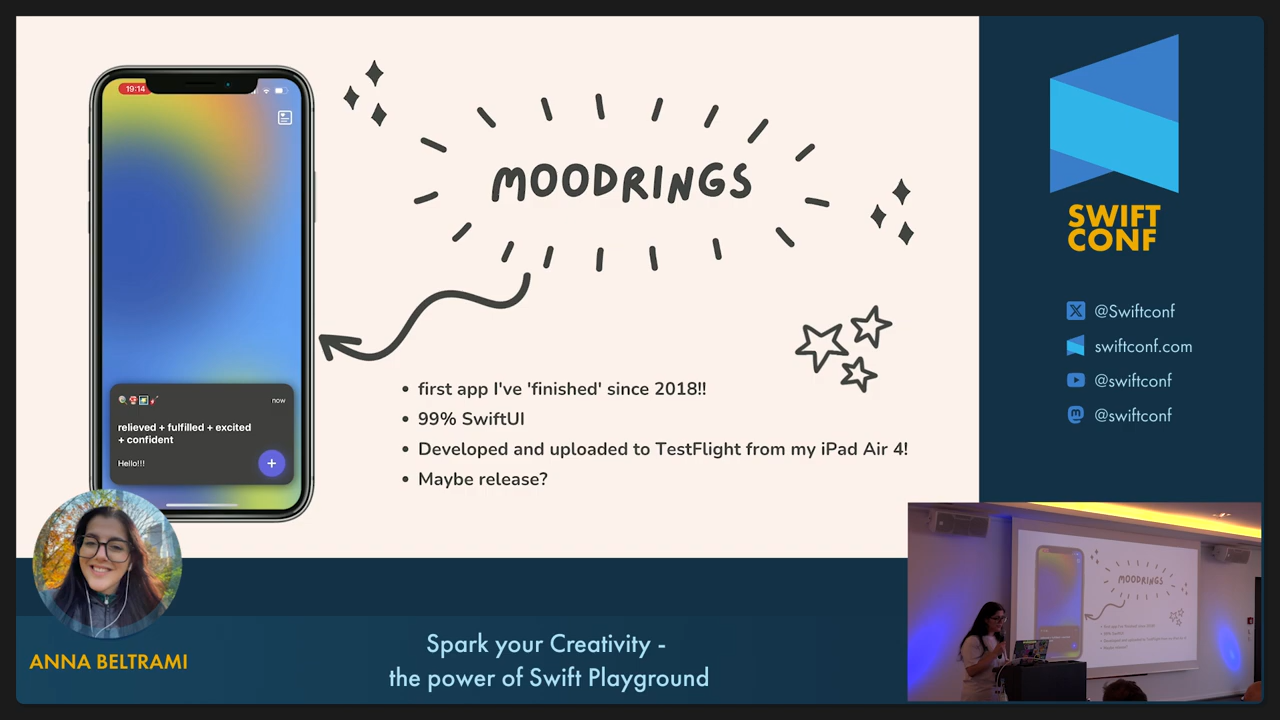 19:14
MOODRINGS
now
relieved + fulfilled + excited
+ confident
Hello!!!
first app I've 'finished' since 2018!!
99% SwiftUI
Developed and uploaded to TestFlight from my iPad Air 4!
Maybe release?
SWIFT
CONF
@Swiftconf
swiftconf.com
@swiftconf
@swiftconf
ANNA BELTRAMI
Spark your Creativity -
the power of Swift Playground
MOODRINGS